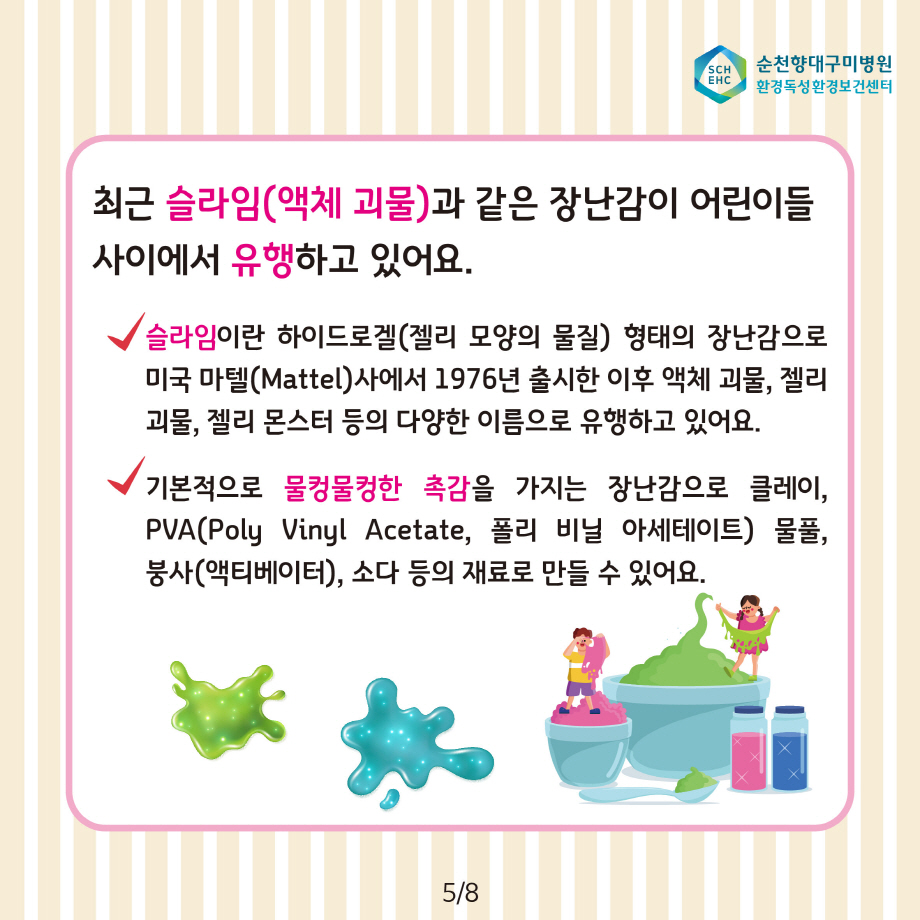 SCH
EHC
순천향대구미병원
환경독성환경보건센터
최근 슬라임(액체 괴물)과 같은 장난감이 어린이들
사이에서 유행하고 있어요.
슬라임이란 하이드로겔(젤리 모양의 물질) 형태의 장난감으로
미국 마텔(Mattel)사에서 1976년 출시한 이후 액체 괴물, 젤리
괴물, 젤리 몬스터 등의 다양한 이름으로 유행하고 있어요.
기본적으로 물컹물컹한 촉감을 가지는 장난감으로 클레이,
PVA(Poly Vinyl Acetate, 폴리 비닐 아세테이트) 물풀,
붕사(액티베이터), 소다 등의 재료로 만들 수 있어요.
5/8